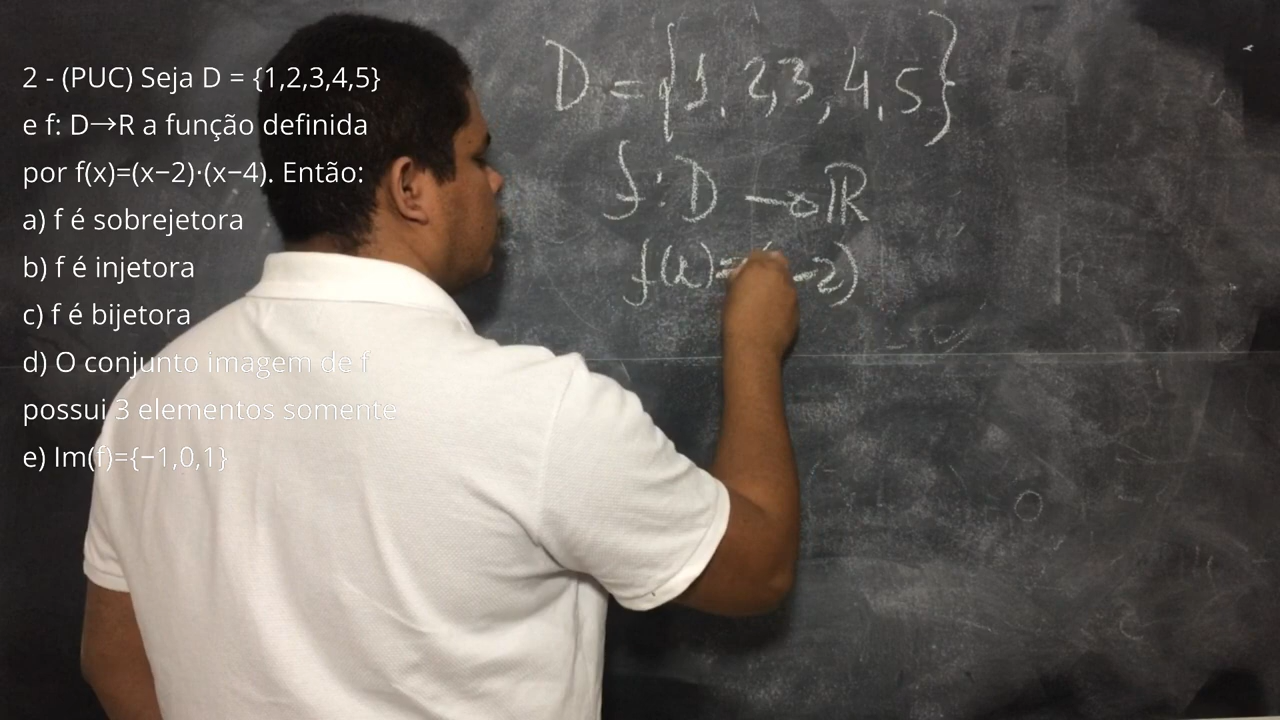 2 - (PUC) Seja D = {1,2,3,4,5}
e f: D→R a função definida
por f(x)=(x−2)·(x−4). Então:
a) f é sobrejetora
b) f é injetora
c) f é bijetora
d) O conjunto imagem de f
possui 3 elementos somente
e) Im(f)={−1,0,1}
D = {1, 2, 3, 4, 5}
f: D → ℝ
f(x)= ( -2)